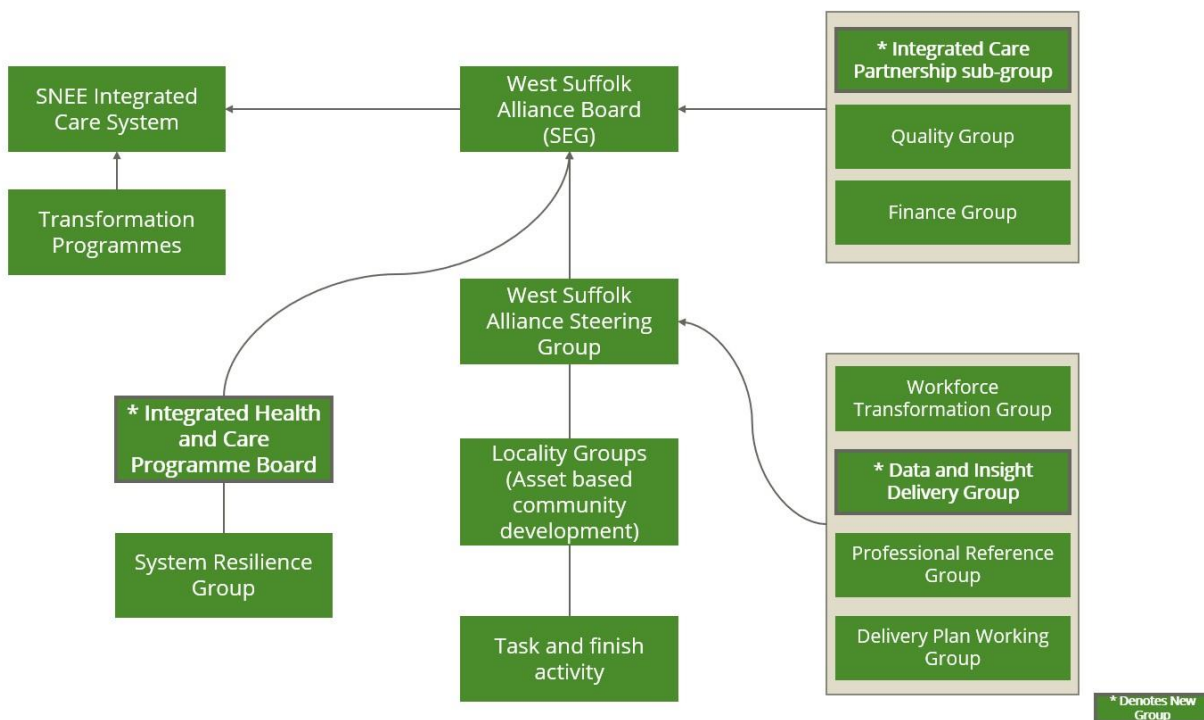 SNEE Integrated
Care System
Transformation
Programmes
West Suffolk
Alliance Board
(SEG)
* Integrated Care
Partnership sub-group
Quality Group
Finance Group
West Suffolk
Alliance Steering
Group
* Integrated Health
and Care
Programme Board
System Resilience
Group
Locality Groups
(Asset based
community
development)
Task and finish
activity
Workforce
Transformation Group
* Data and Insight
Delivery Group
Professional Reference
Group
Delivery Plan Working
Group
* Denotes New
Group